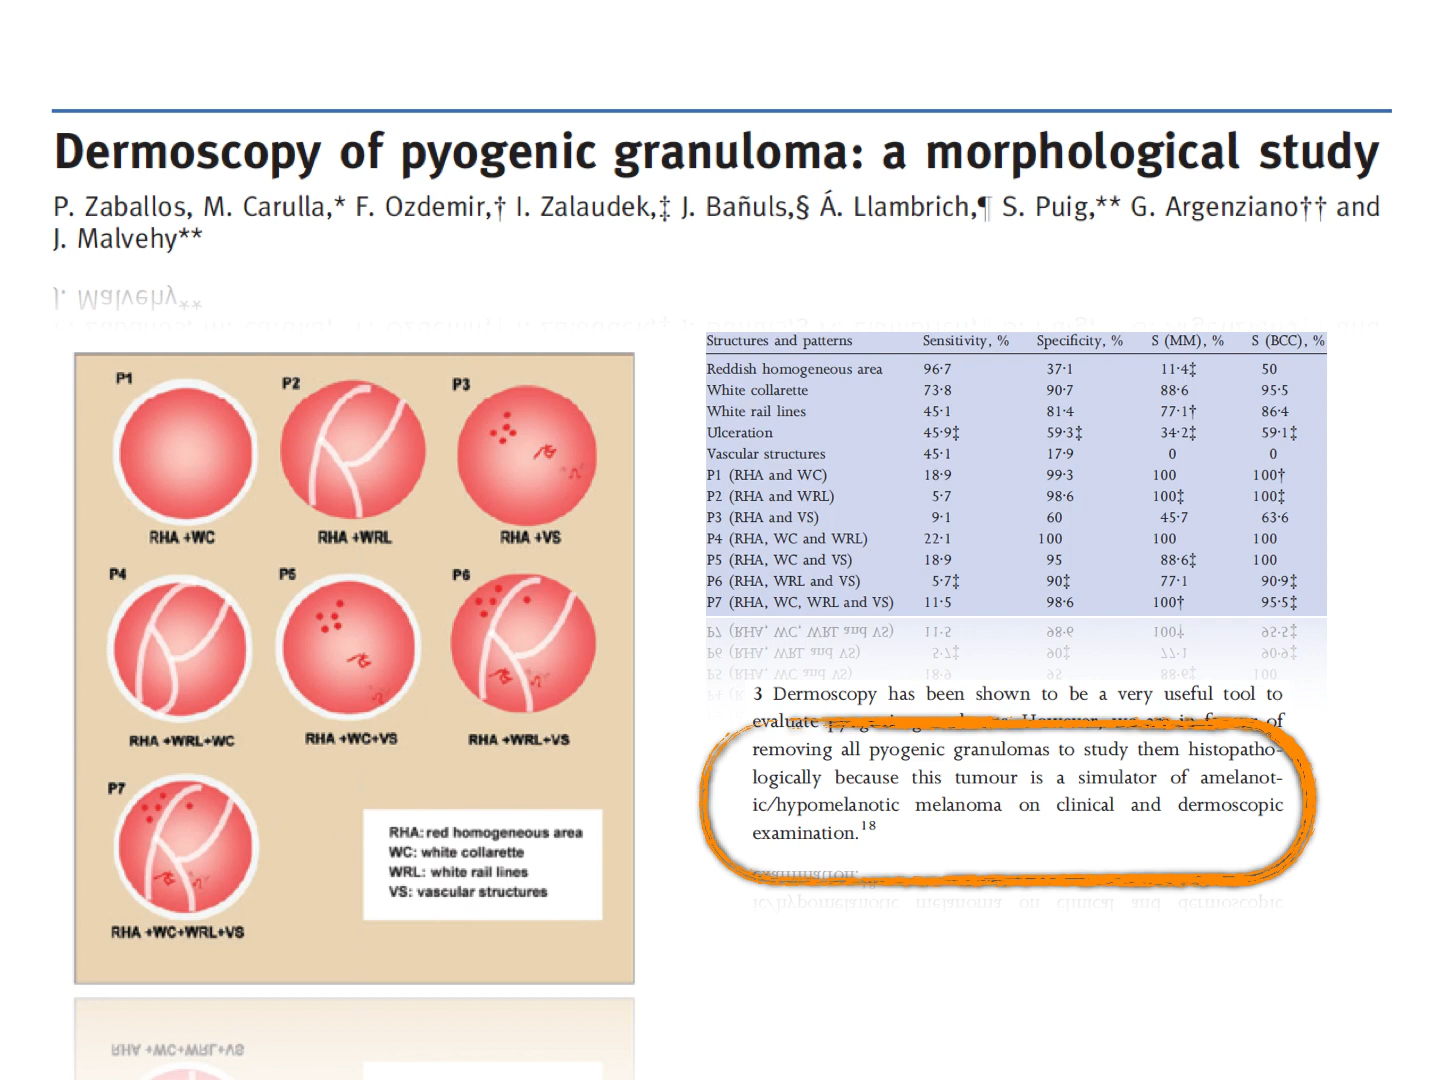 Dermoscopy of pyogenic granuloma: a morphological study
P. Zaballos, M. Carulla,* F. Ozdemir,† I. Zalaudek,‡ J. Bañuls,§ Á. Llambrich,¶ S. Puig,** G. Argenziano†† and
J. Malvehy**
P1
P2
P3
RHA +WC
RHA +WRL
RHA +VS
P4
P5
P6
RHA +WRL+WC
RHA +WC+VS
RHA +WRL+VS
P7
RHA +WC+WRL+VS
RHA: red homogeneous area
WC: white collarette
WRL: white rail lines
VS: vascular structures
Structures and patterns Sensitivity, % Specificity, % S (MM), % S (BCC), %
Reddish homogeneous area 96·7 37·1 11·4‡ 50
White collarette 73·8 90·7 88·6 95·5
White rail lines 45·1 81·4 77·1† 86·4
Ulceration 45·9‡ 59·3‡ 34·2‡ 59·1‡
Vascular structures 45·1 17·9 0 0
P1 (RHA and WC) 18·9 99·3 100 100†
P2 (RHA and WRL) 5·7 98·6 100‡ 100‡
P3 (RHA and VS) 9·1 60 45·7 63·6
P4 (RHA, WC and WRL) 22·1 100 100 100
P5 (RHA, WC and VS) 18·9 95 88·6‡ 100
P6 (RHA, WRL and VS) 5·7‡ 90‡ 77·1 90·9‡
P7 (RHA, WC, WRL and VS) 11·5 98·6 100† 95·5‡
3 Dermoscopy has been shown to be a very useful tool to
evaluate of
removing all pyogenic granulomas to study them histopatho-
logically because this tumour is a simulator of amelanot-
ic/hypomelanotic melanoma on clinical and dermoscopic
examination.18